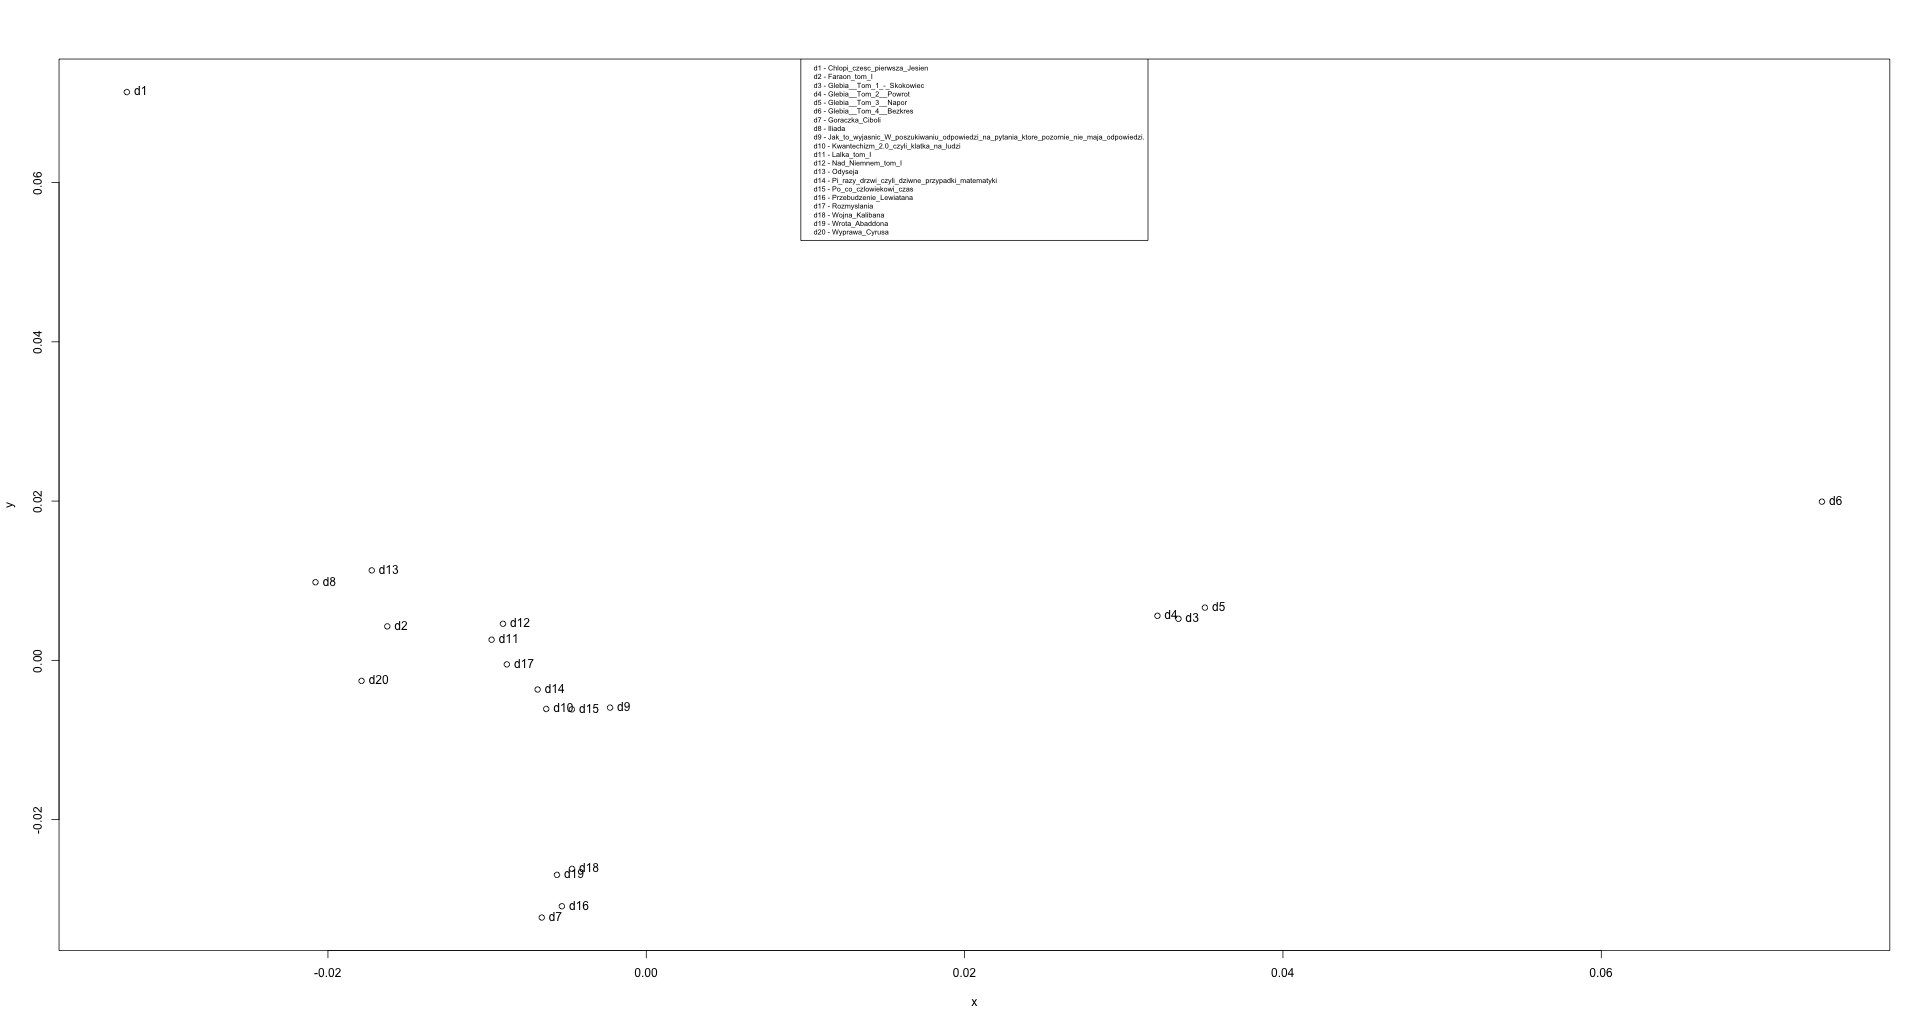 d1 - Chlopi_czesc_pierwsza_Jesien
d2 - Faraon_tom_I
d3 - Glebia__Tom_1_-_Skokowiec
d4 - Glebia__Tom_2__Powrot
d5 - Glebia__Tom_3__Napor
d6 - Glebia__Tom_4__Bezkres
d7 - Goraczka_Ciboli
d8 - Iliada
d9 - Jak_to_wyjasnic_W_poszukiwaniu_odpowiedzi_na_pytania_ktore_pozornie_nie_maja_odpowiedzi.
d10 - Kwantechizm_2.0_czyli_klatka_na_ludzi
d11 - Lalka_tom_I
d12 - Nad_Niemnem_tom_I
d13 - Odyseja
d14 - Pi_razy_drzwi_czyli_dziwne_przypadki_matematyki
d15 - Po_co_czlowiekowi_czas
d16 - Przebudzenie_Lewiatana
d17 - Rozmyslania
d18 - Wojna_Kalibana
d19 - Wrota_Abaddona
d20 - Wyprawa_Cyrusa
d1
d6
d13
d8
d5
d4
d3
d12
d2
d11
d17
d20
d14
d10
d15
d9
d18
d19
d16
d7
0.06
0.04
0.02
0.00
-0.02
y
-0.02
0.00
0.02
0.04
0.06
x